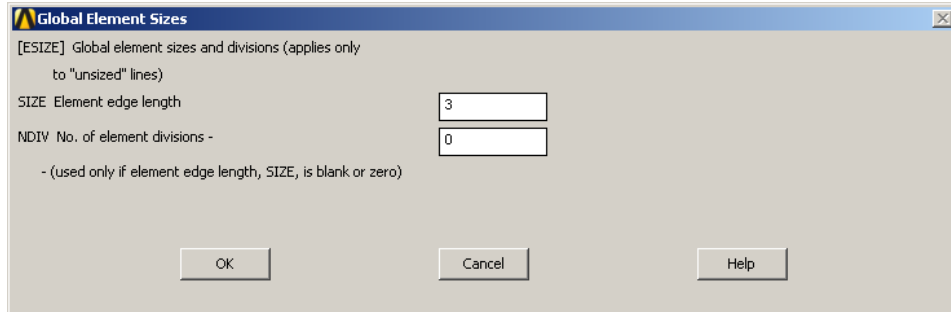 Global Element Sizes
[ESIZE] Global element sizes and divisions (applies only
to "unsized" lines)
SIZE Element edge length
3
NDIV No. of element divisions -
0
- (used only if element edge length, SIZE, is blank or zero)
OK
Cancel
Help